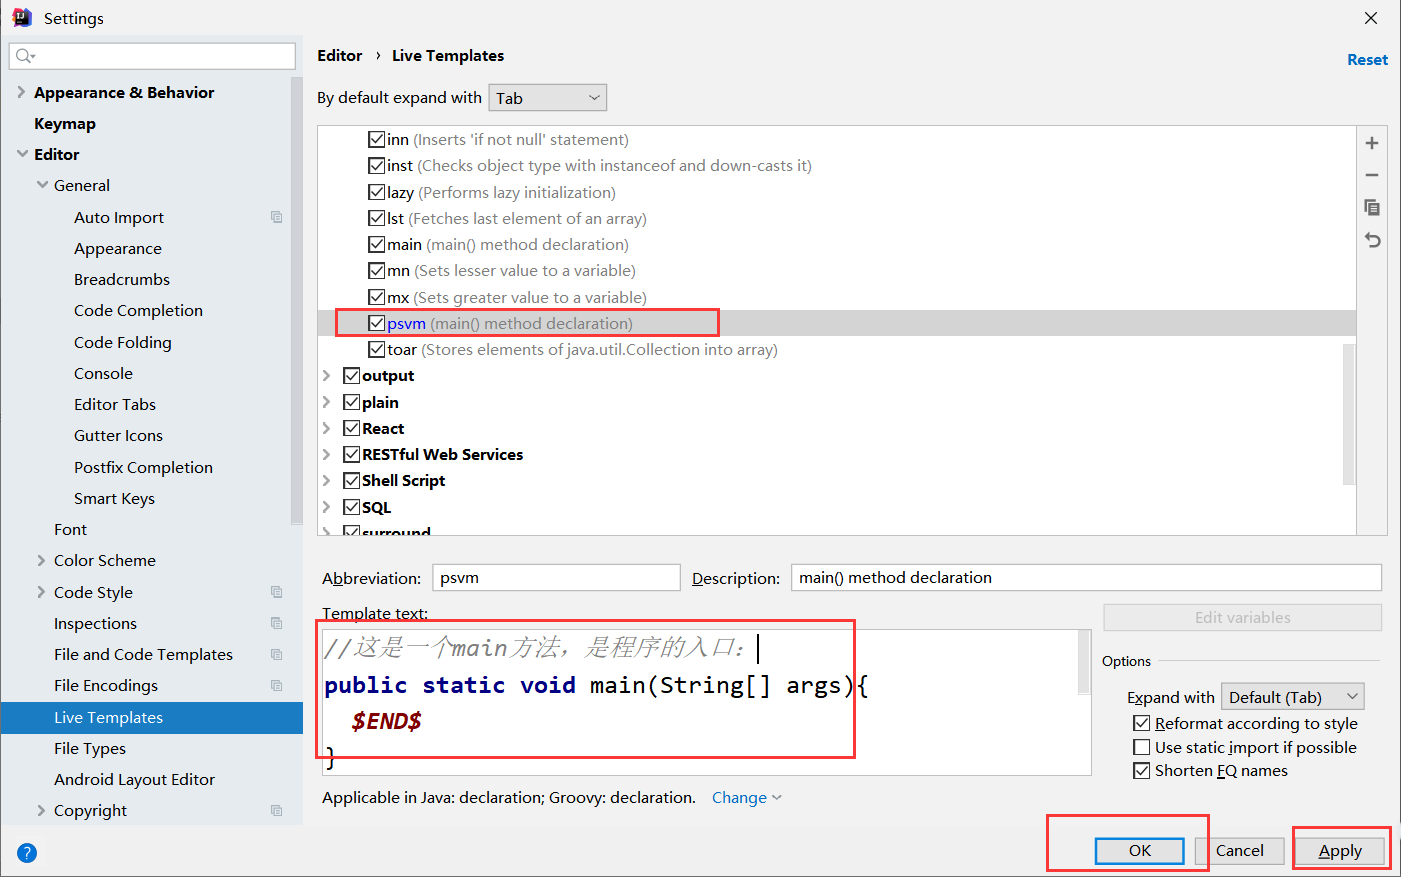 Settings
Appearance & Behavior
Keymap
Editor
General
Auto Import
Appearance
Breadcrumbs
Code Completion
Code Folding
Console
Editor Tabs
Gutter Icons
Postfix Completion
Smart Keys
Font
Color Scheme
Code Style
Inspections
File and Code Templates
File Encodings
Live Templates
File Types
Android Layout Editor
Copyright
Editor › Live Templates
Reset
By default expand with Tab
inn (Inserts 'if not null' statement)
inst (Checks object type with instanceof and down-casts it)
lazy (Performs lazy initialization)
lst (Fetches last element of an array)
main (main() method declaration)
mn (Sets lesser value to a variable)
mx (Sets greater value to a variable)
psvm (main() method declaration)
toar (Stores elements of java.util.Collection into array)
output
plain
React
RESTful Web Services
Shell Script
SQL
surround
Abbreviation: psvm Description: main() method declaration
Template text:
//这是一个main方法，是程序的入口：
public static void main(String[] args){
$END$
}
Edit variables
Options
Expand with Default (Tab)
Reformat according to style
Use static import if possible
Shorten FQ names
Applicable in Java: declaration; Groovy: declaration. Change
? OK Cancel Apply